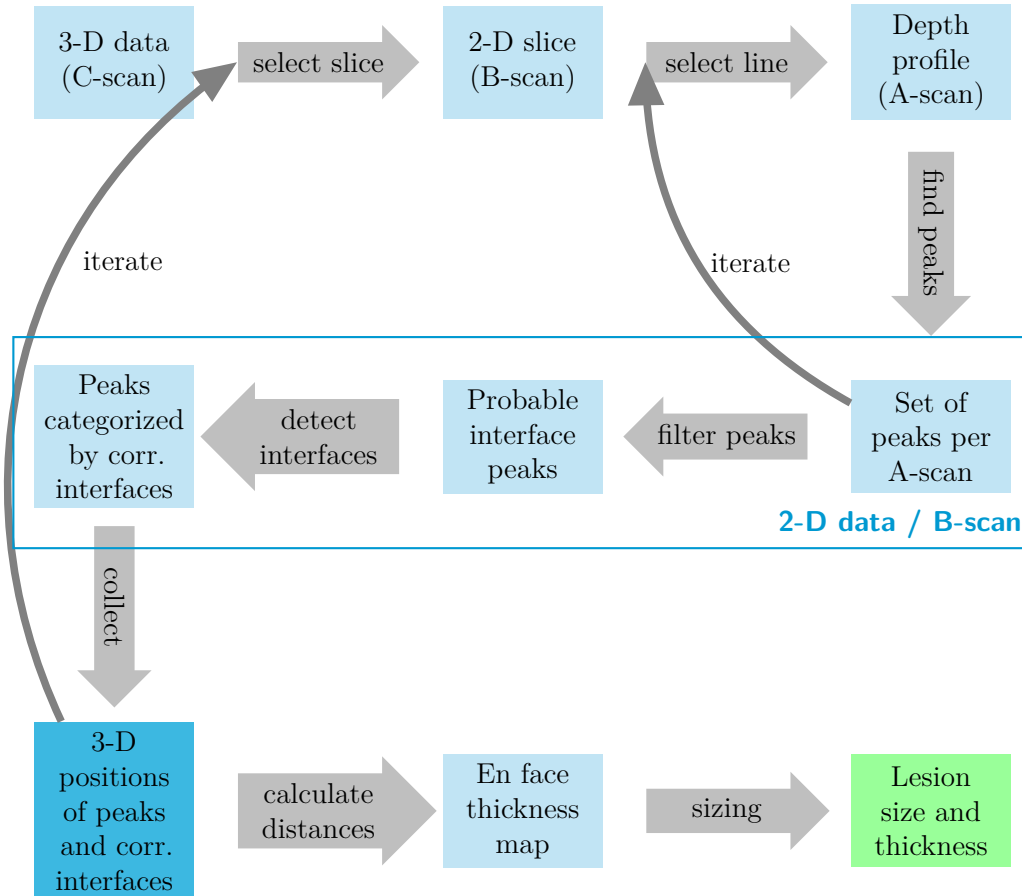 3-D data
(C-scan)
select slice
2-D slice
(B-scan)
select line
Depth
profile
(A-scan)
find peaks
iterate
iterate
Set of
peaks per
A-scan
filter peaks
Probable
interface
peaks
detect
interfaces
Peaks
categorized
by corr.
interfaces
2-D data / B-scan
collect
3-D
positions
of peaks
and corr.
interfaces
calculate
distances
En face
thickness
map
sizing
Lesion
size and
thickness